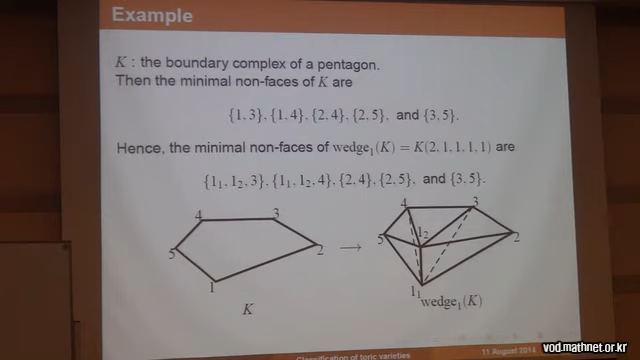 Example
K : the boundary complex of a pentagon.
Then the minimal non-faces of K are
{1, 3}, {1, 4}, {2, 4}, {2, 5}, and {3, 5}.
Hence, the minimal non-faces of wedge₁(K) = K(2, 1, 1, 1, 1) are
{1₁, 1₂, 3}, {1₁, 1₂, 4}, {2, 4}, {2, 5}, and {3, 5}.
4 3
5 2
1
K
→
4 3
5 1₂ 2
1₁
wedge₁(K)
Classification of toric varieties
11 August 2014
vod.mathnet.or.kr